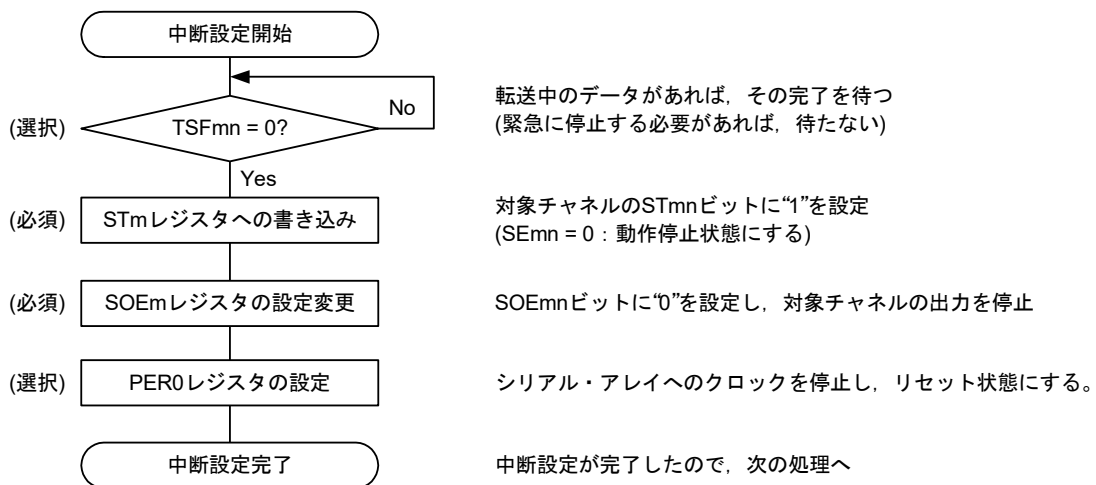 中断設定開始
No
転送中のデータがあれば，その完了を待つ
(選択)
TSFmn = 0?
(緊急に停止する必要があれば，待たない)
Yes
(必須)
STmレジスタへの書き込み
対象チャネルのSTmnビットに“1”を設定
(SEmn = 0：動作停止状態にする)
(必須)
SOEmレジスタの設定変更
SOEmnビットに“0”を設定し，対象チャネルの出力を停止
(選択)
PER0レジスタの設定
シリアル・アレイへのクロックを停止し，リセット状態にする。
中断設定完了
中断設定が完了したので，次の処理へ